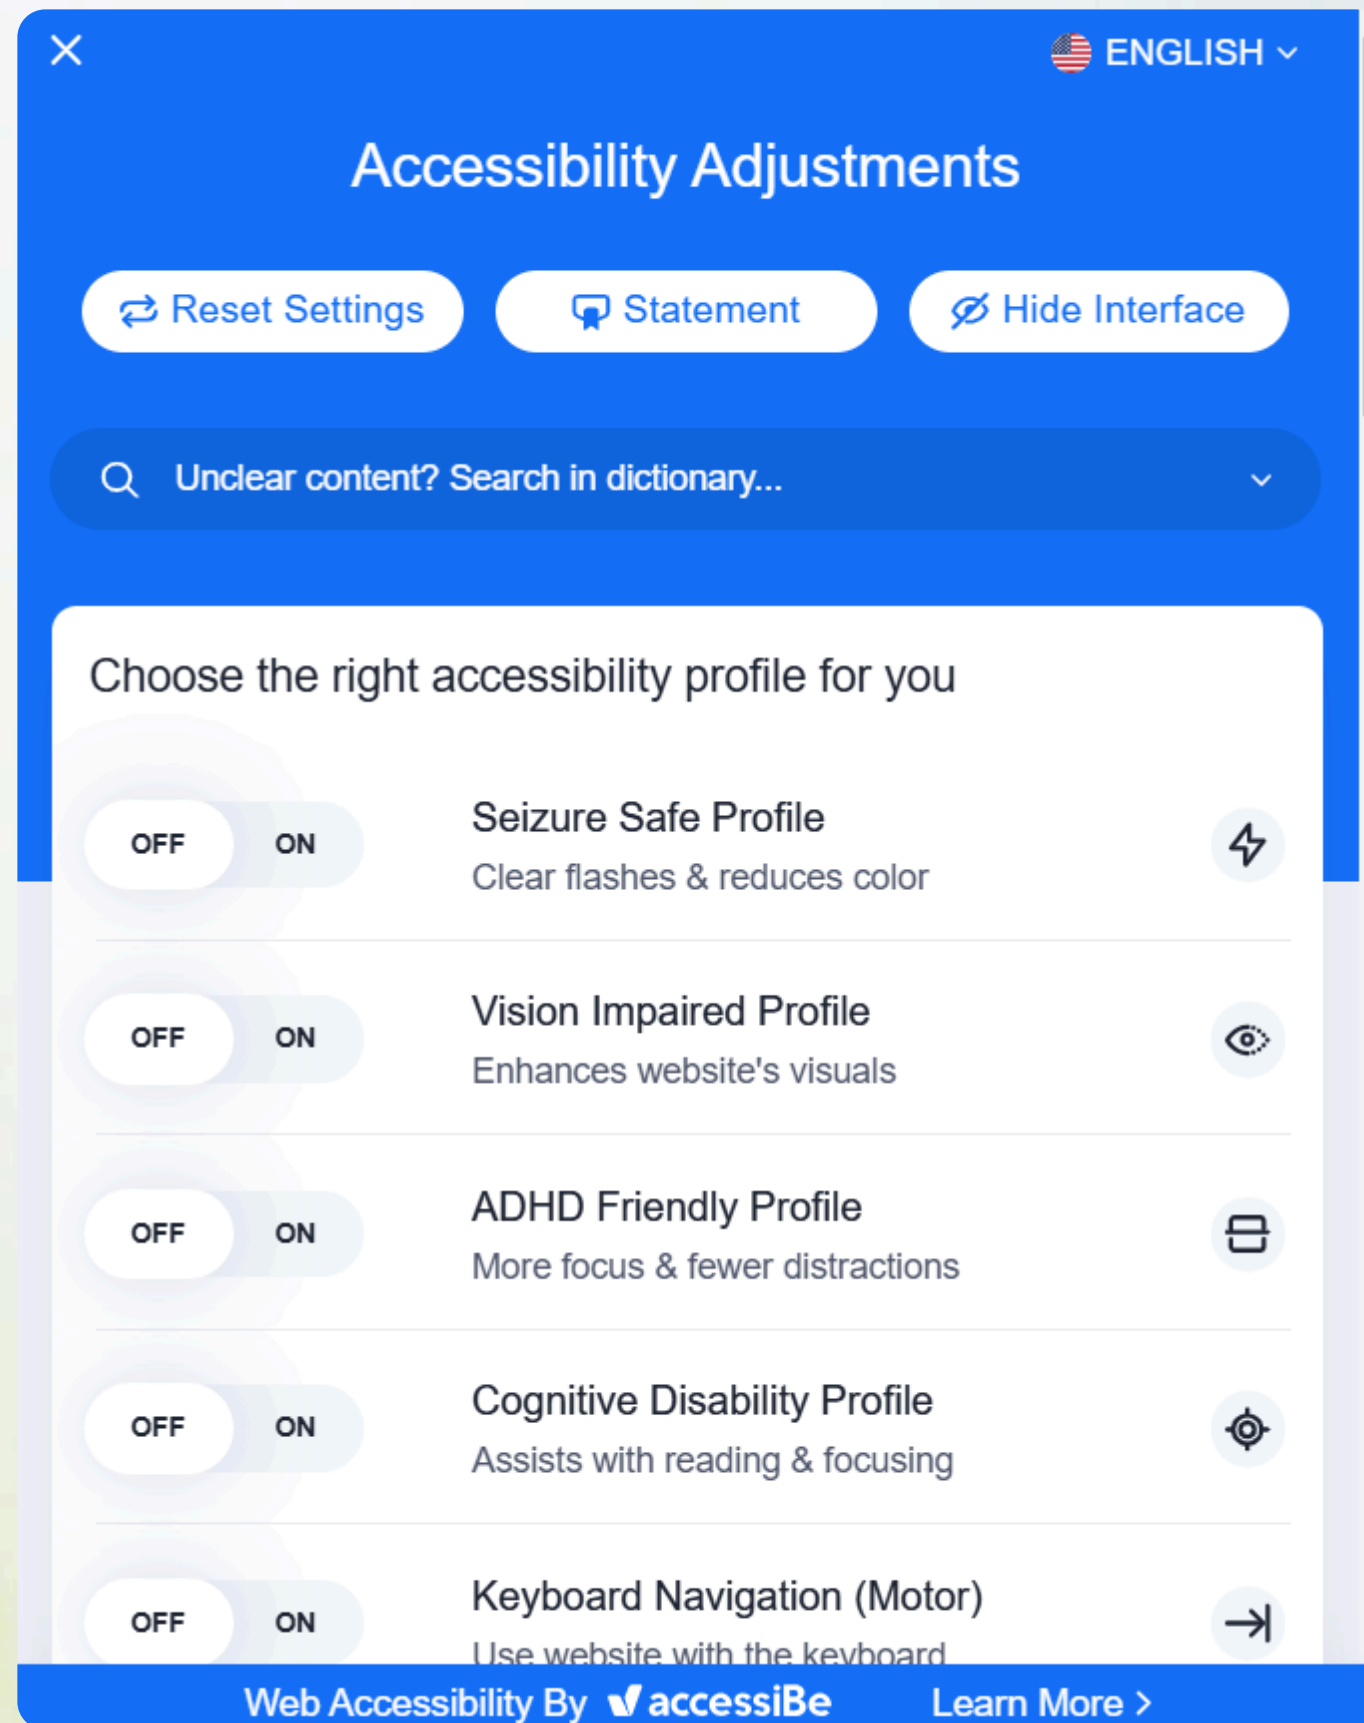 ENGLISH
Accessibility Adjustments
Reset Settings
Statement
Hide Interface
Unclear content? Search in dictionary...
Choose the right accessibility profile for you
OFF ON
Seizure Safe Profile
Clear flashes & reduces color
OFF ON
Vision Impaired Profile
Enhances website's visuals
OFF ON
ADHD Friendly Profile
More focus & fewer distractions
OFF ON
Cognitive Disability Profile
Assists with reading & focusing
OFF ON
Keyboard Navigation (Motor)
Use website with the keyboard
Web Accessibility By accessiBe Learn More >